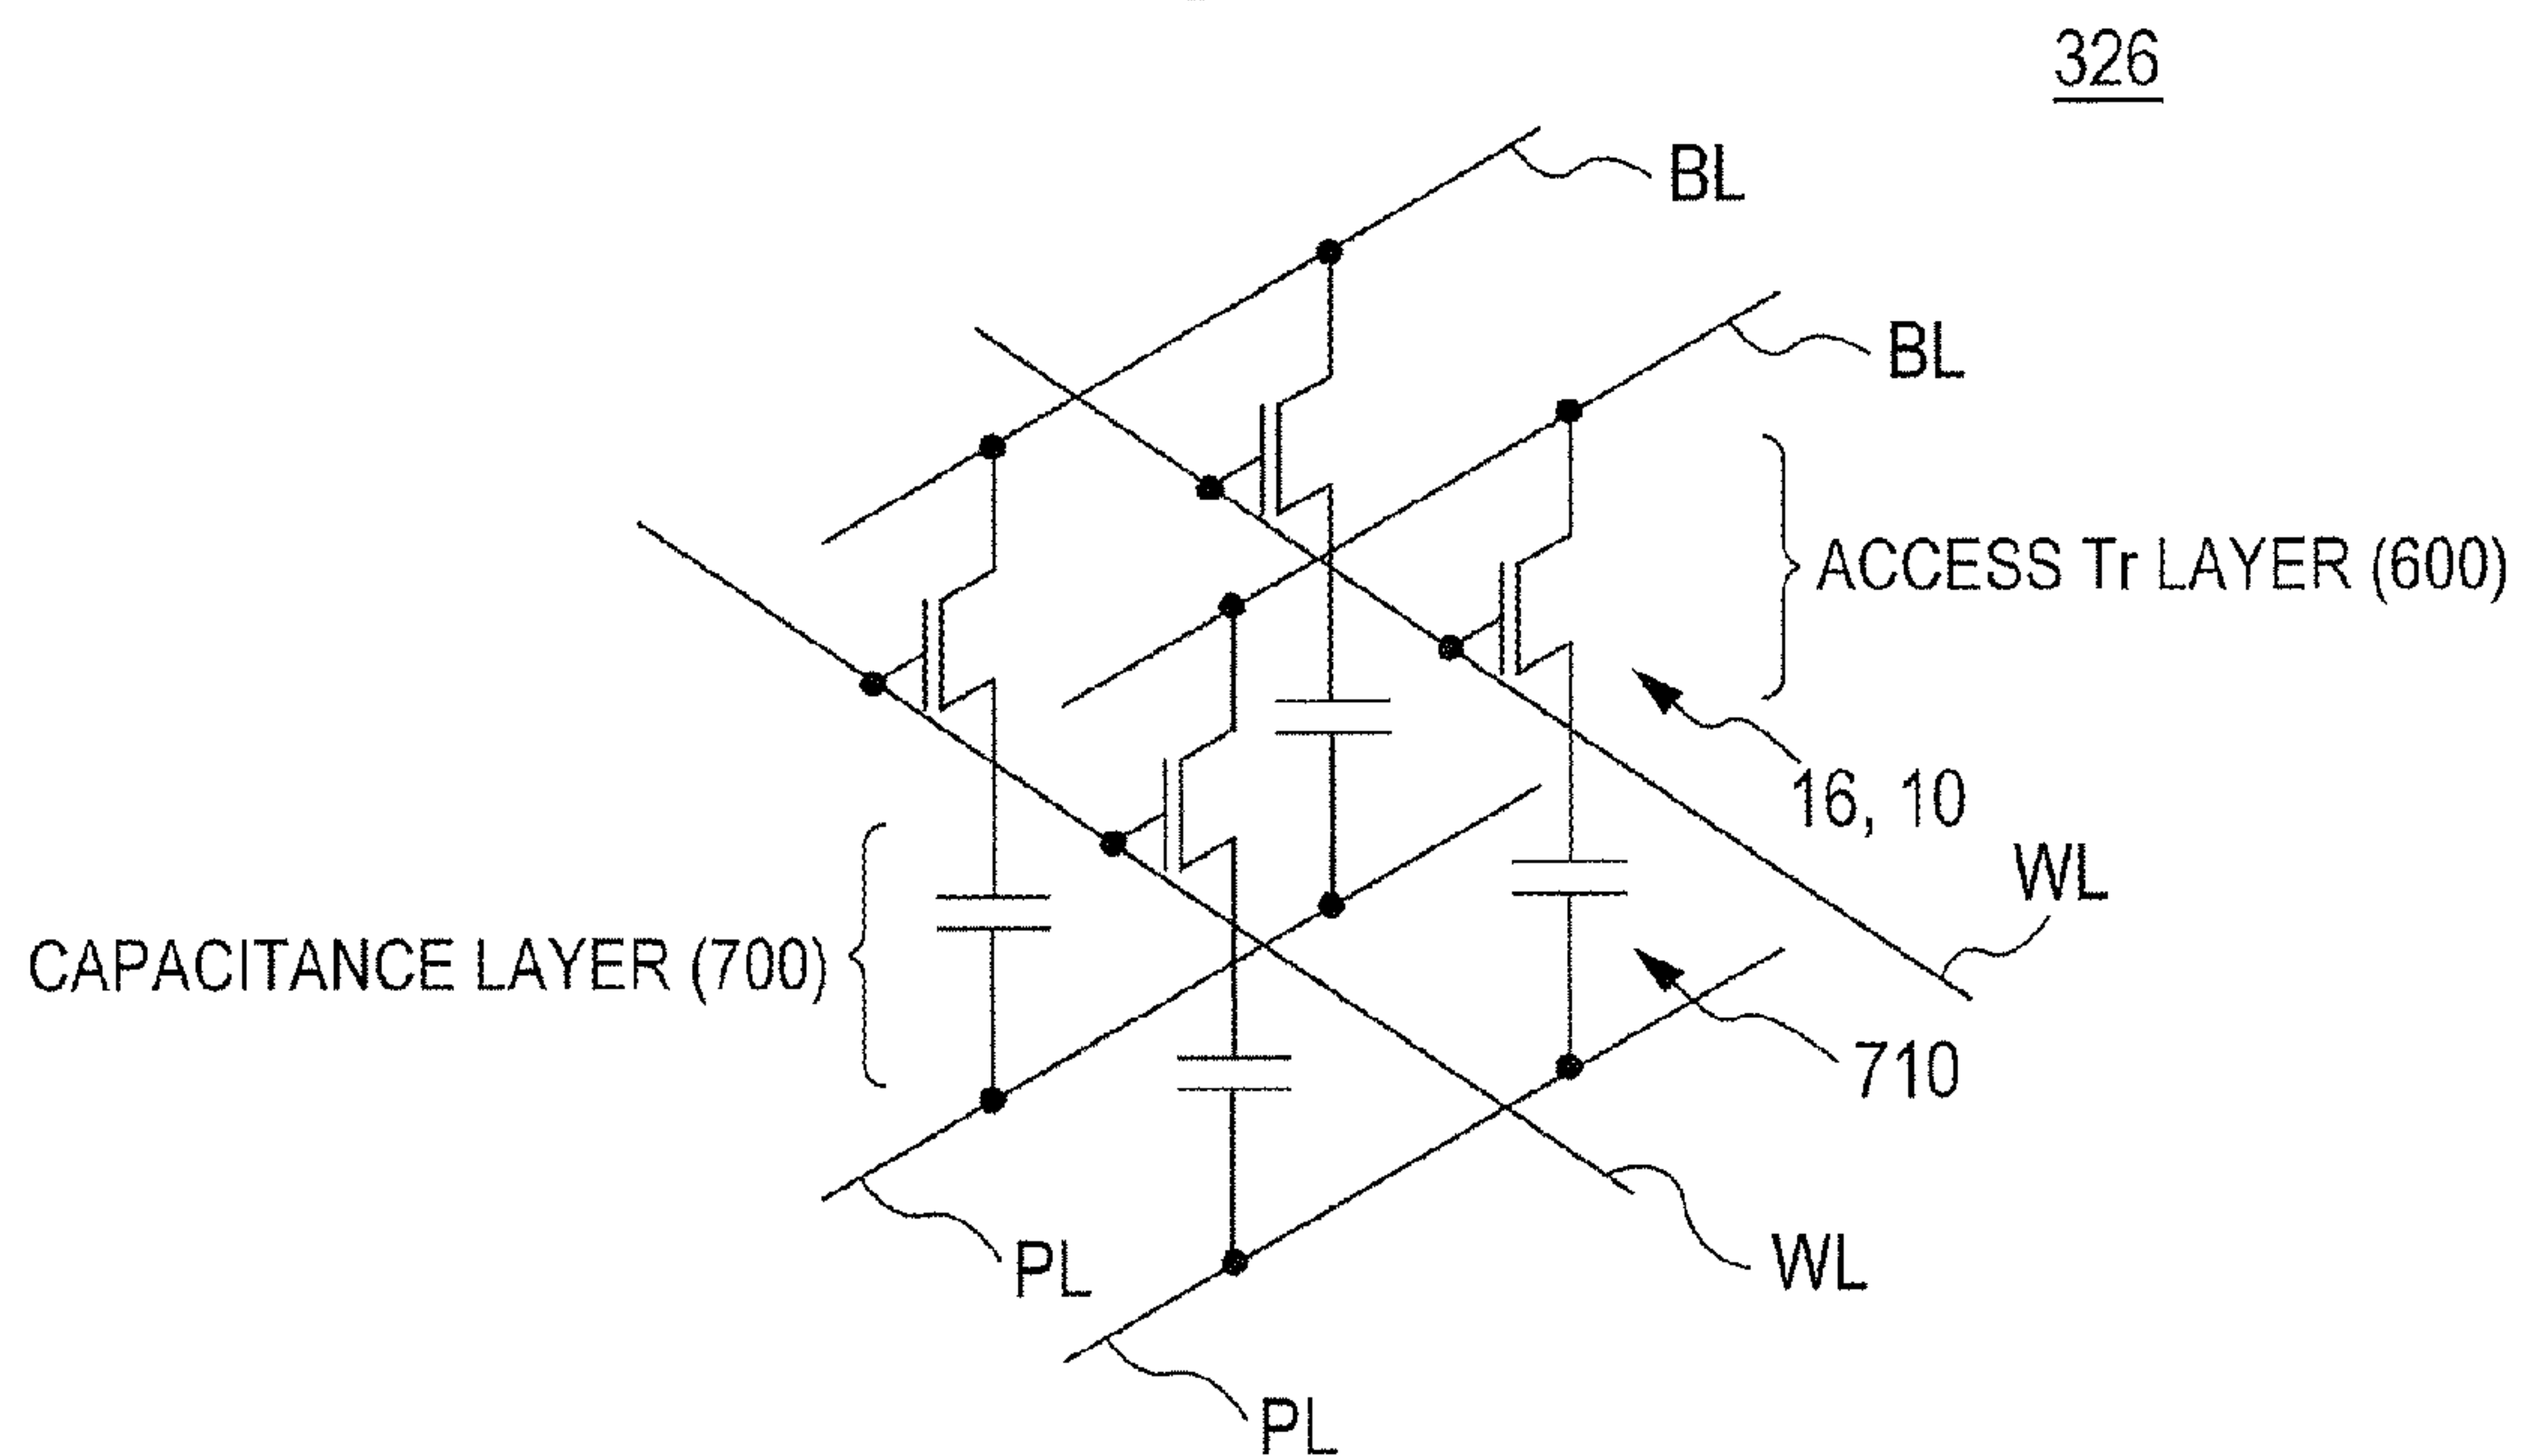 326
BL
BL
ACCESS Tr LAYER (600)
16, 10
WL
CAPACITANCE LAYER (700)
710
PL
WL
PL